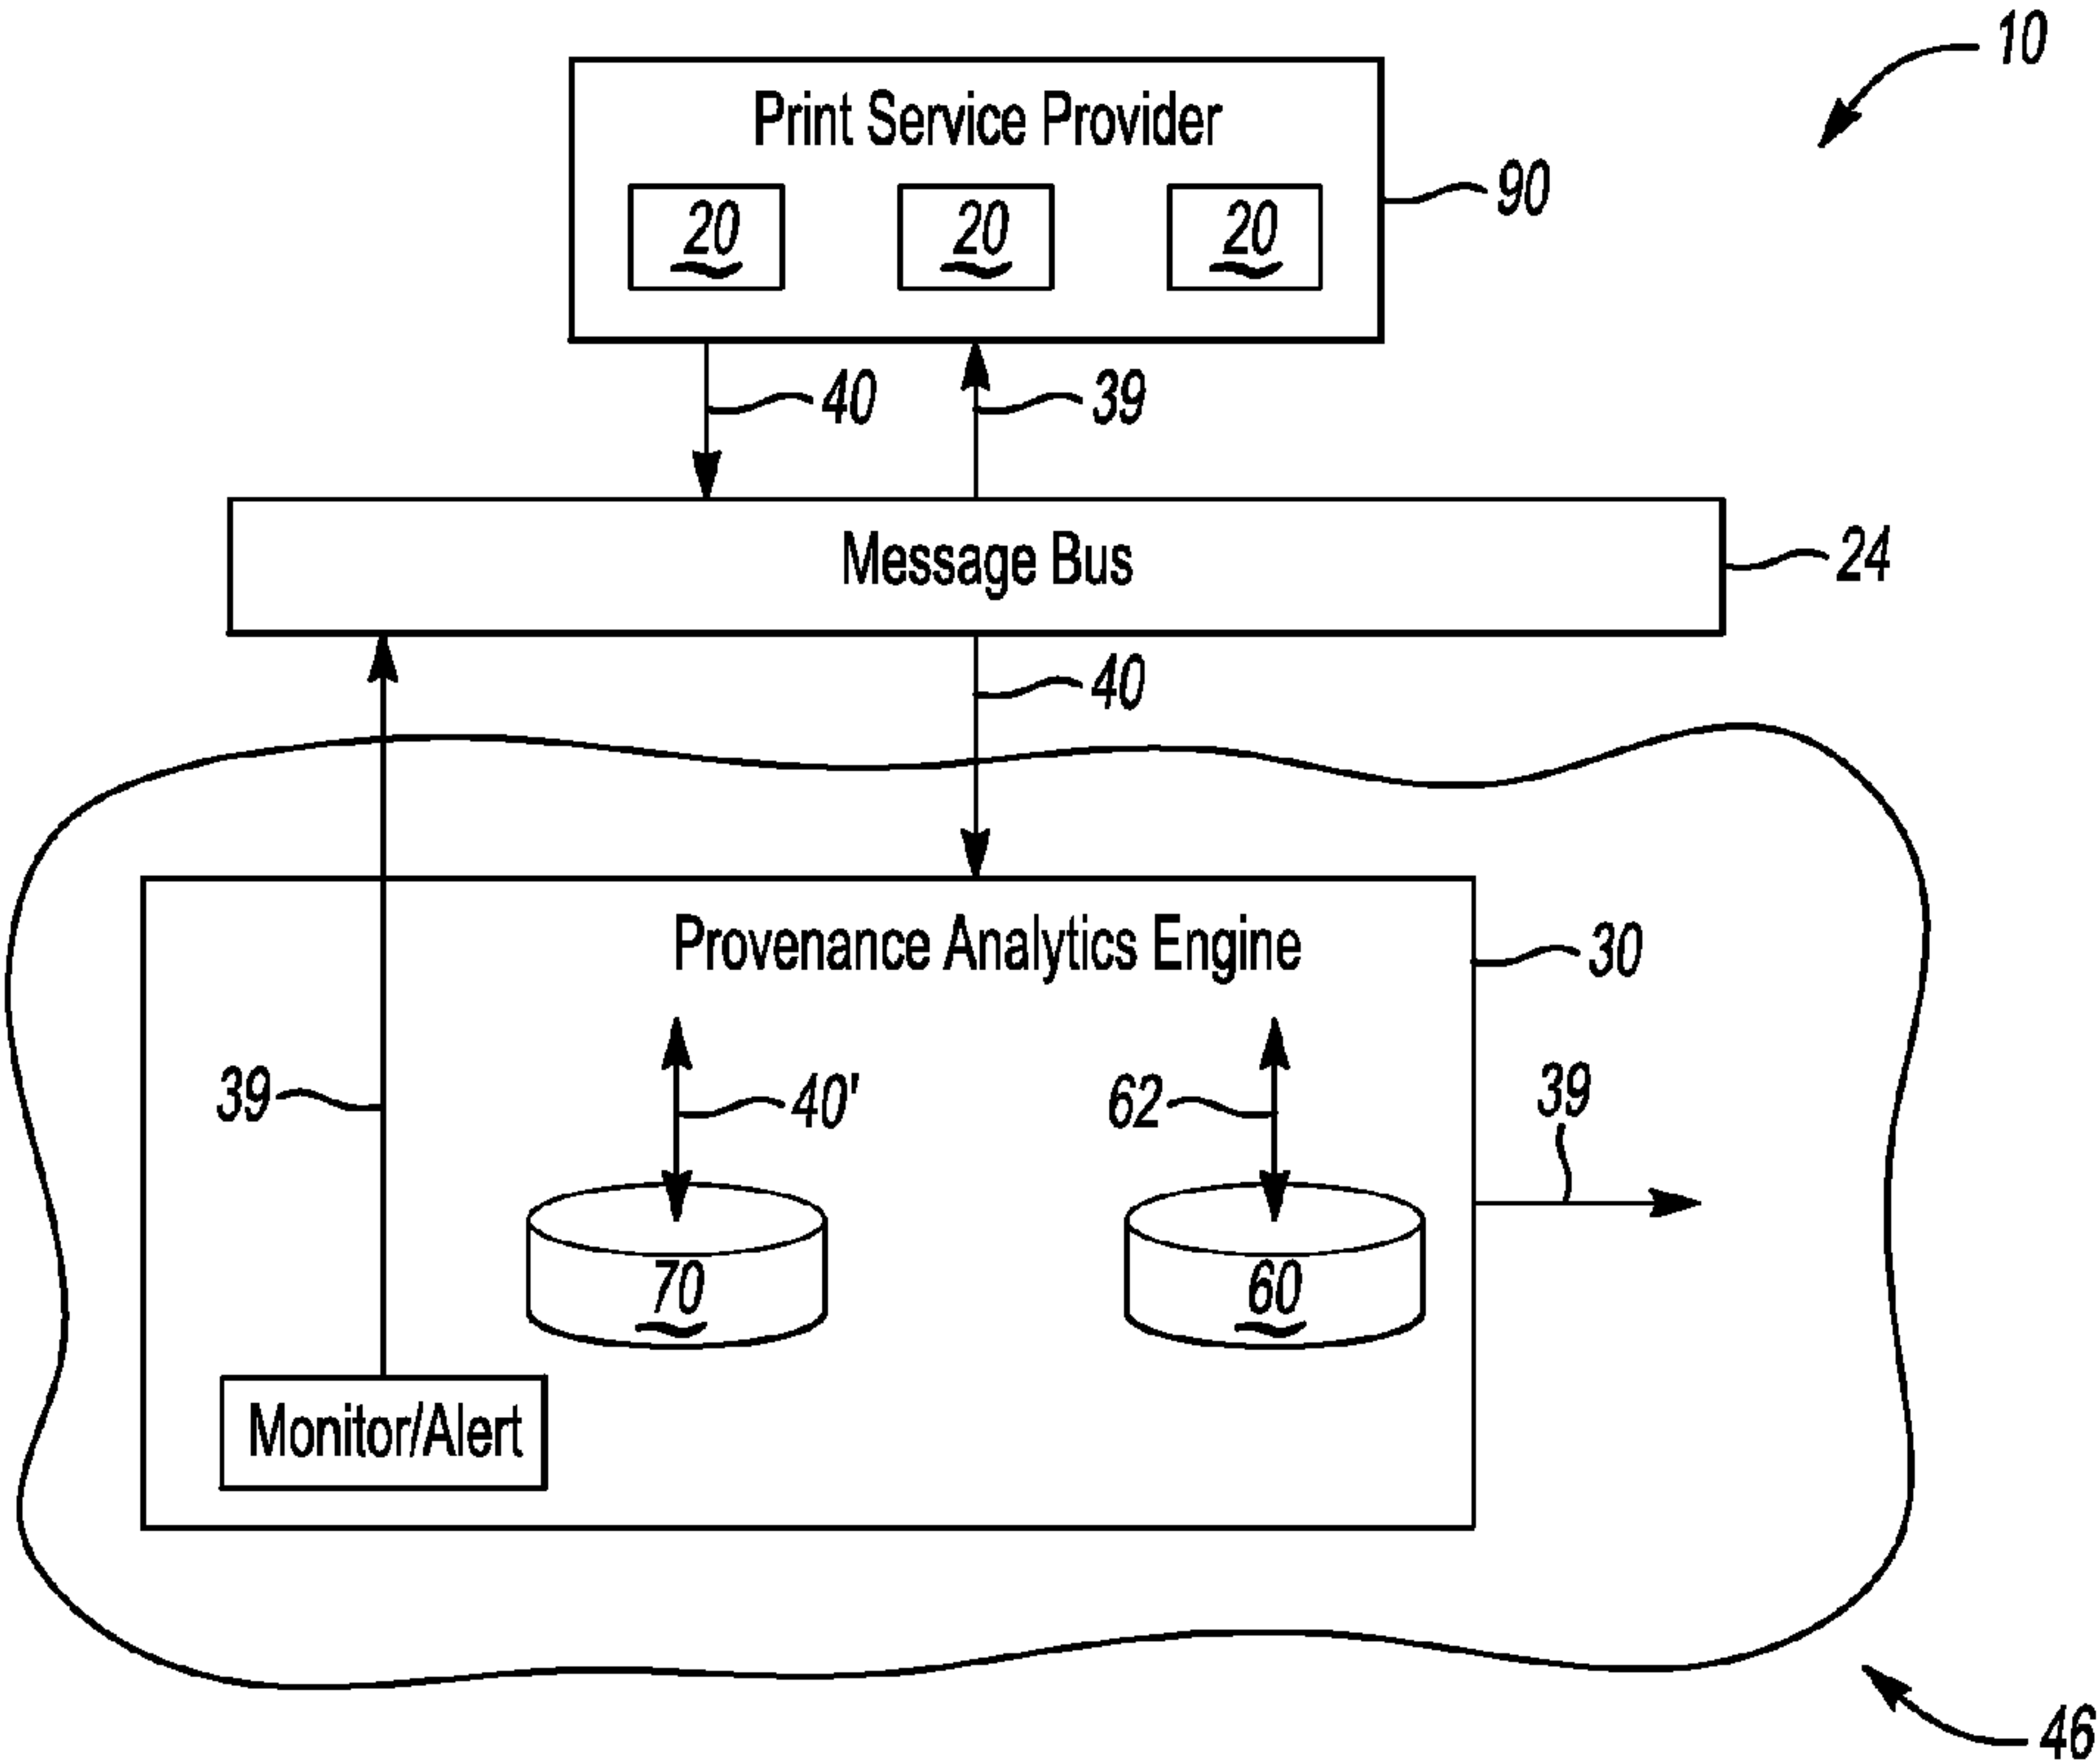 10
Print Service Provider
90
20 20 20
40 39
Message Bus
24
40
Provenance Analytics Engine
30
39 40' 62 39
70 60
Monitor/Alert
46